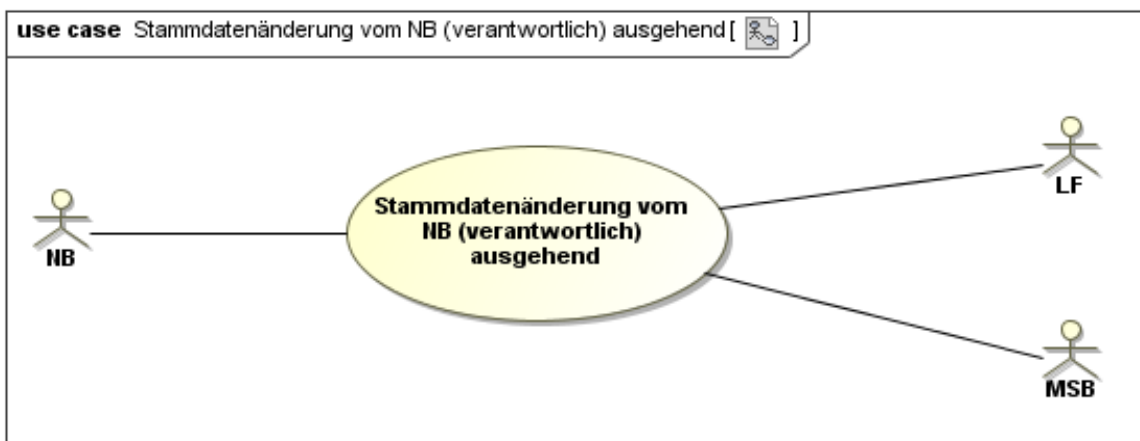 use case Stammdatenänderung vom NB (verantwortlich) ausgehend [ ]
LF
Stammdatenänderung vom
NB (verantwortlich)
ausgehend
NB
MSB